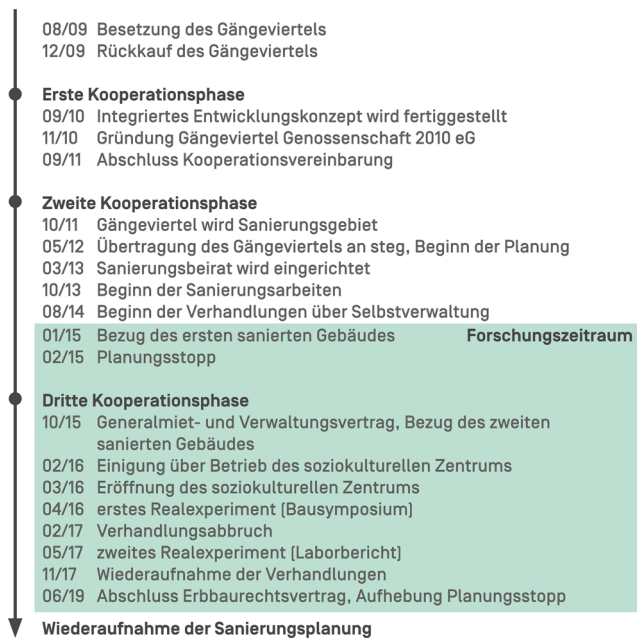 08/09 Besetzung des Gängeviertels
12/09 Rückkauf des Gängeviertels
Erste Kooperationsphase
09/10 Integriertes Entwicklungskonzept wird fertiggestellt
11/10 Gründung Gängeviertel Genossenschaft 2010 eG
09/11 Abschluss Kooperationsvereinbarung
Zweite Kooperationsphase
10/11 Gängeviertel wird Sanierungsgebiet
05/12 Übertragung des Gängeviertels an steg, Beginn der Planung
03/13 Sanierungsbeirat wird eingerichtet
10/13 Beginn der Sanierungsarbeiten
08/14 Beginn der Verhandlungen über Selbstverwaltung
01/15 Bezug des ersten sanierten Gebäudes Forschungszeitraum
02/15 Planungsstopp
Dritte Kooperationsphase
10/15 Generalmiet- und Verwaltungsvertrag, Bezug des zweiten
sanierten Gebäudes
02/16 Einigung über Betrieb des soziokulturellen Zentrums
03/16 Eröffnung des soziokulturellen Zentrums
04/16 erstes Realexperiment (Bausymposium)
02/17 Verhandlungsabbruch
05/17 zweites Realexperiment (Laborbericht)
11/17 Wiederaufnahme der Verhandlungen
06/19 Abschluss Erbbaurechtsvertrag, Aufhebung Planungsstopp
Wiederaufnahme der Sanierungsplanung